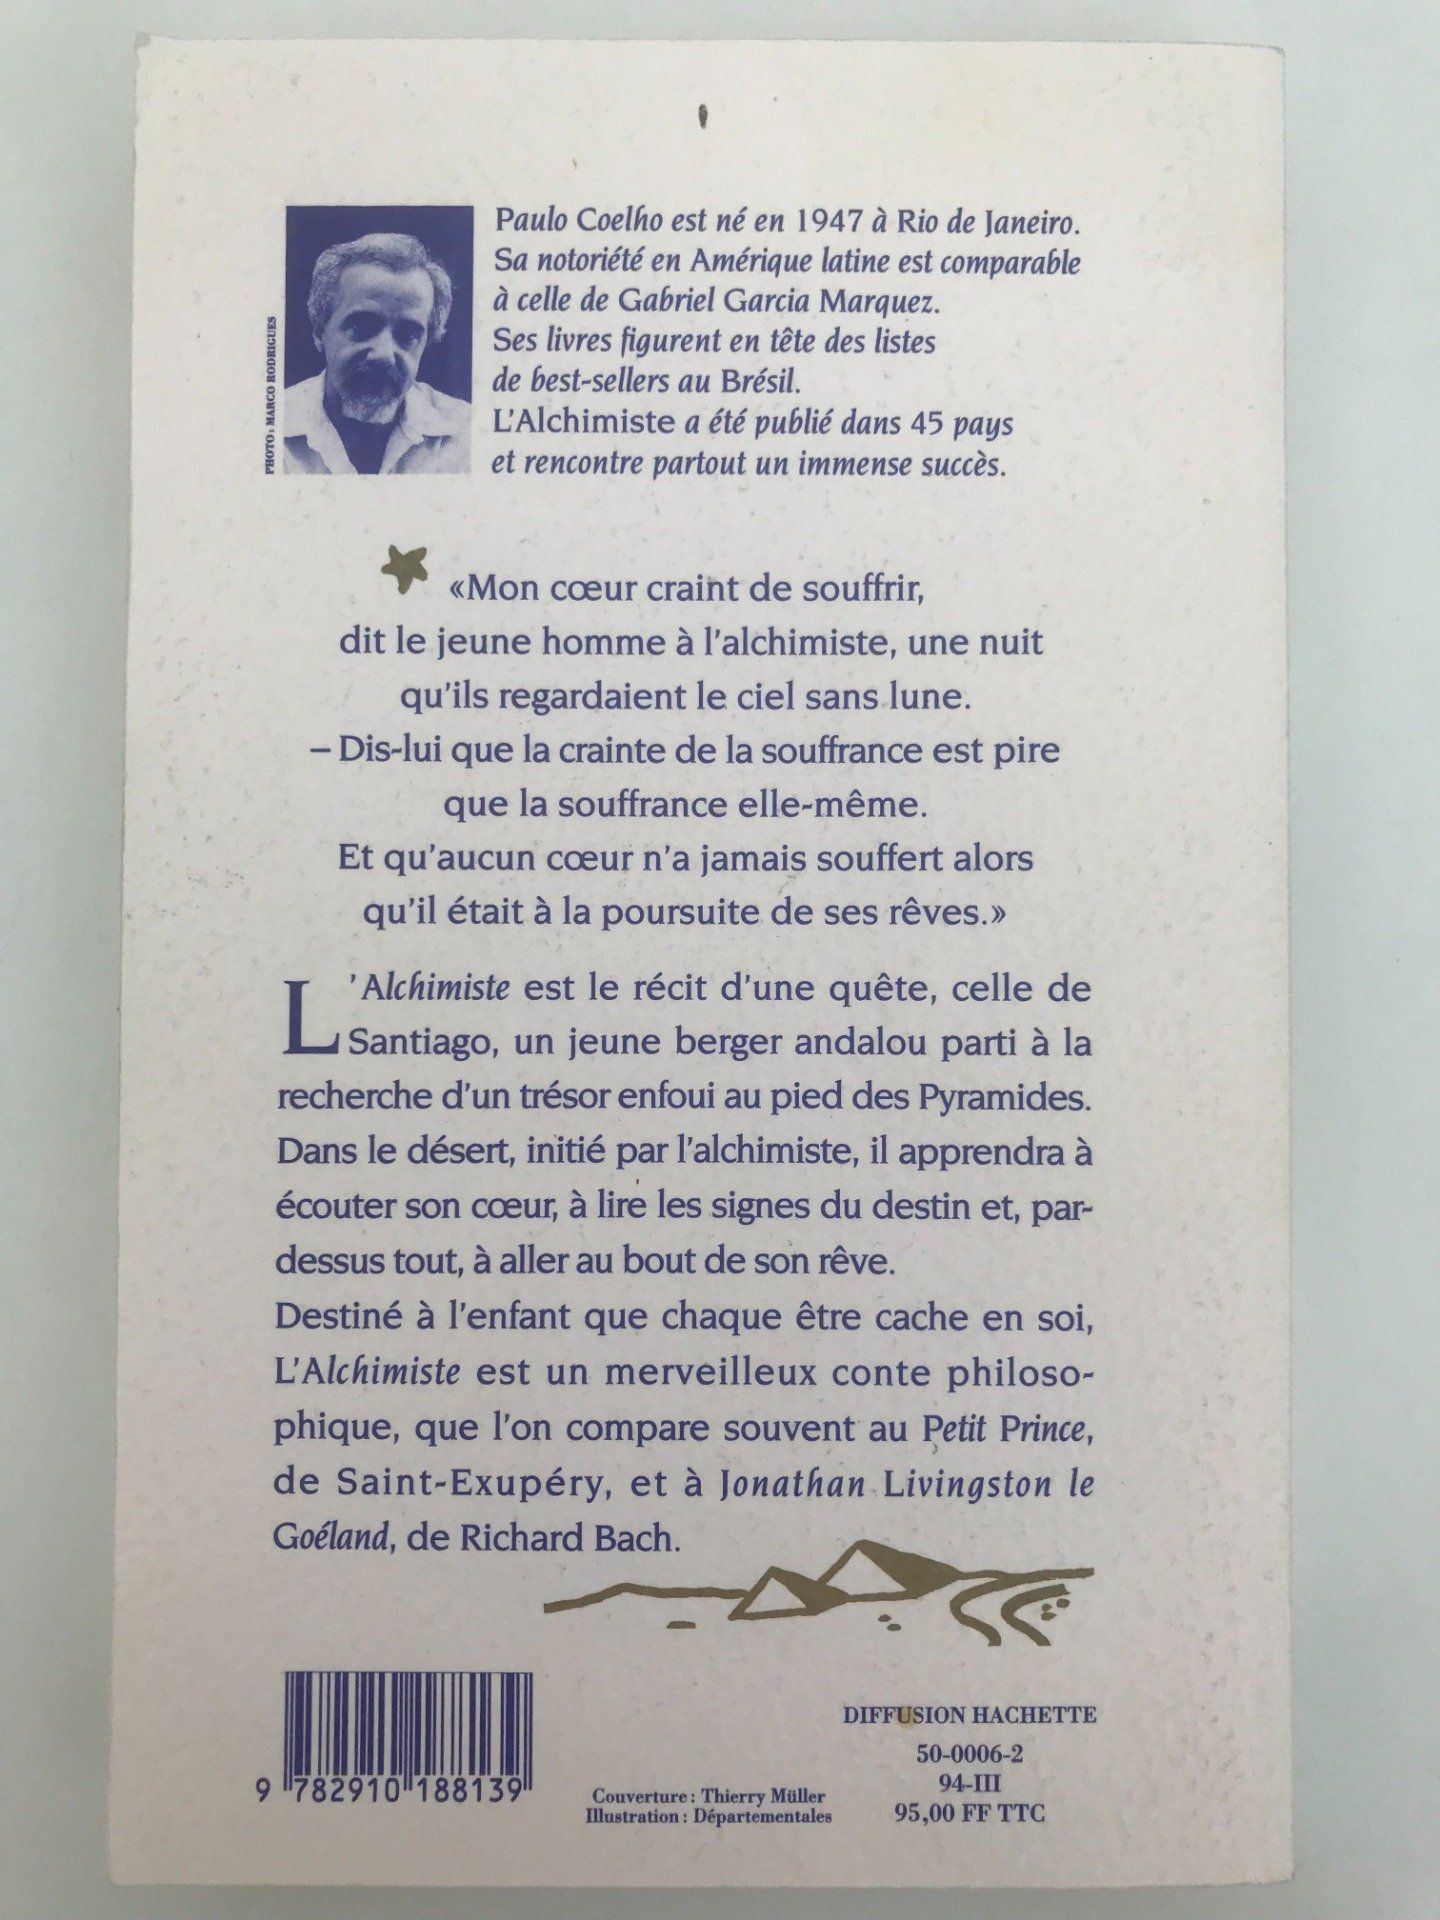 Paulo Coelho est né en 1947 à Rio de Janeiro.
Sa notoriété en Amérique latine est comparable
à celle de Gabriel Garcia Marquez.
Ses livres figurent en tête des listes
de best-sellers au Brésil.
L'Alchimiste a été publié dans 45 pays
et rencontre partout un immense succès.
PHOTO: MARCO RODRIGUES
«Mon cœur craint de souffrir,
dit le jeune homme à l'alchimiste, une nuit
qu'ils regardaient le ciel sans lune.
– Dis-lui que la crainte de la souffrance est pire
que la souffrance elle-même.
Et qu'aucun cœur n'a jamais souffert alors
qu'il était à la poursuite de ses rêves.»
L'Alchimiste est le récit d'une quête, celle de
Santiago, un jeune berger andalou parti à la
recherche d'un trésor enfoui au pied des Pyramides.
Dans le désert, initié par l'alchimiste, il apprendra à
écouter son cœur, à lire les signes du destin et, par-
dessus tout, à aller au bout de son rêve.
Destiné à l'enfant que chaque être cache en soi,
L'Alchimiste est un merveilleux conte philoso-
phique, que l'on compare souvent au Petit Prince,
de Saint-Exupéry, et à Jonathan Livingston le
Goéland, de Richard Bach.
9 782910 188139
Couverture : Thierry Müller
Illustration : Départementales
DIFFUSION HACHETTE
50-0006-2
94-III
95,00 FF TTC